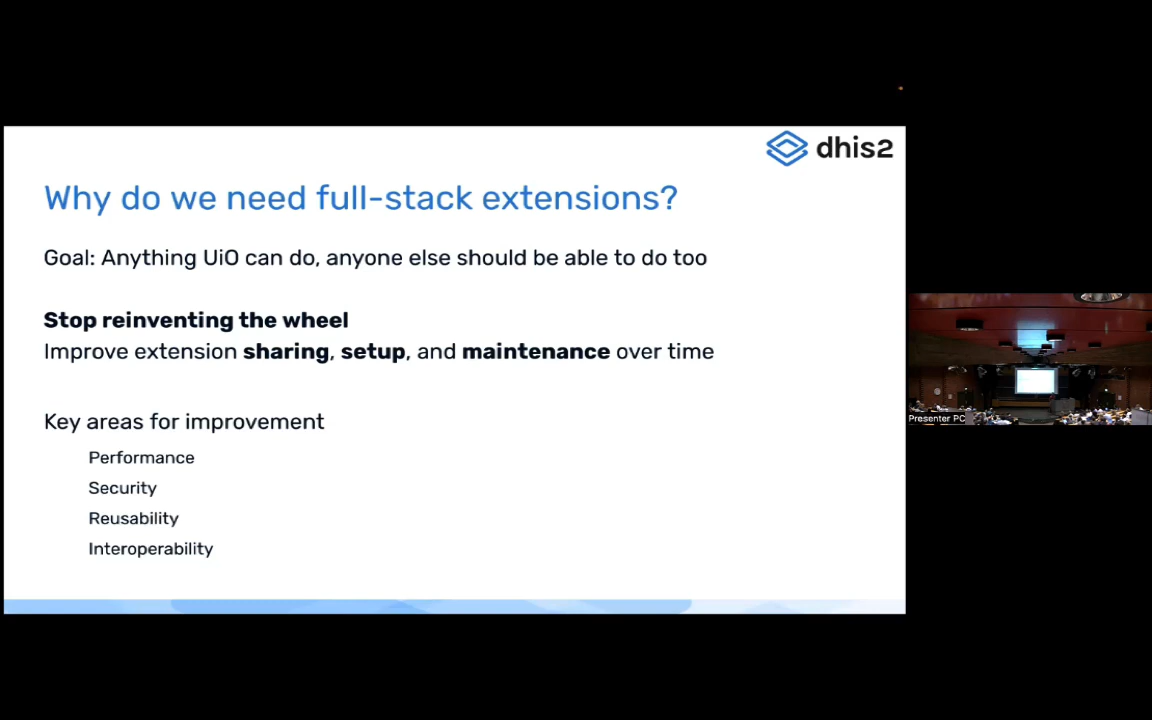 dhis2
Why do we need full-stack extensions?
Goal: Anything UiO can do, anyone else should be able to do too
Stop reinventing the wheel
Improve extension sharing, setup, and maintenance over time
Key areas for improvement
Performance
Security
Reusability
Interoperability
Presenter PC